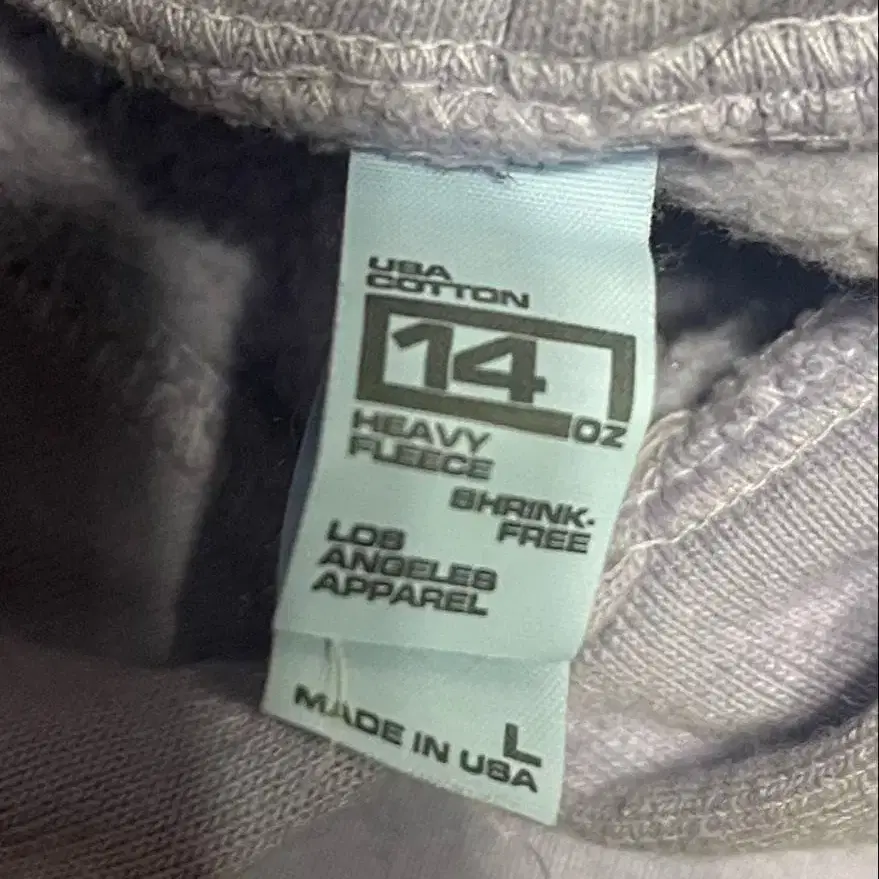 USA
COTTON
14
OZ
HEAVY
FLEECE
SHRINK-
FREE
LOS
ANGELES
APPAREL
L
MADE IN USA